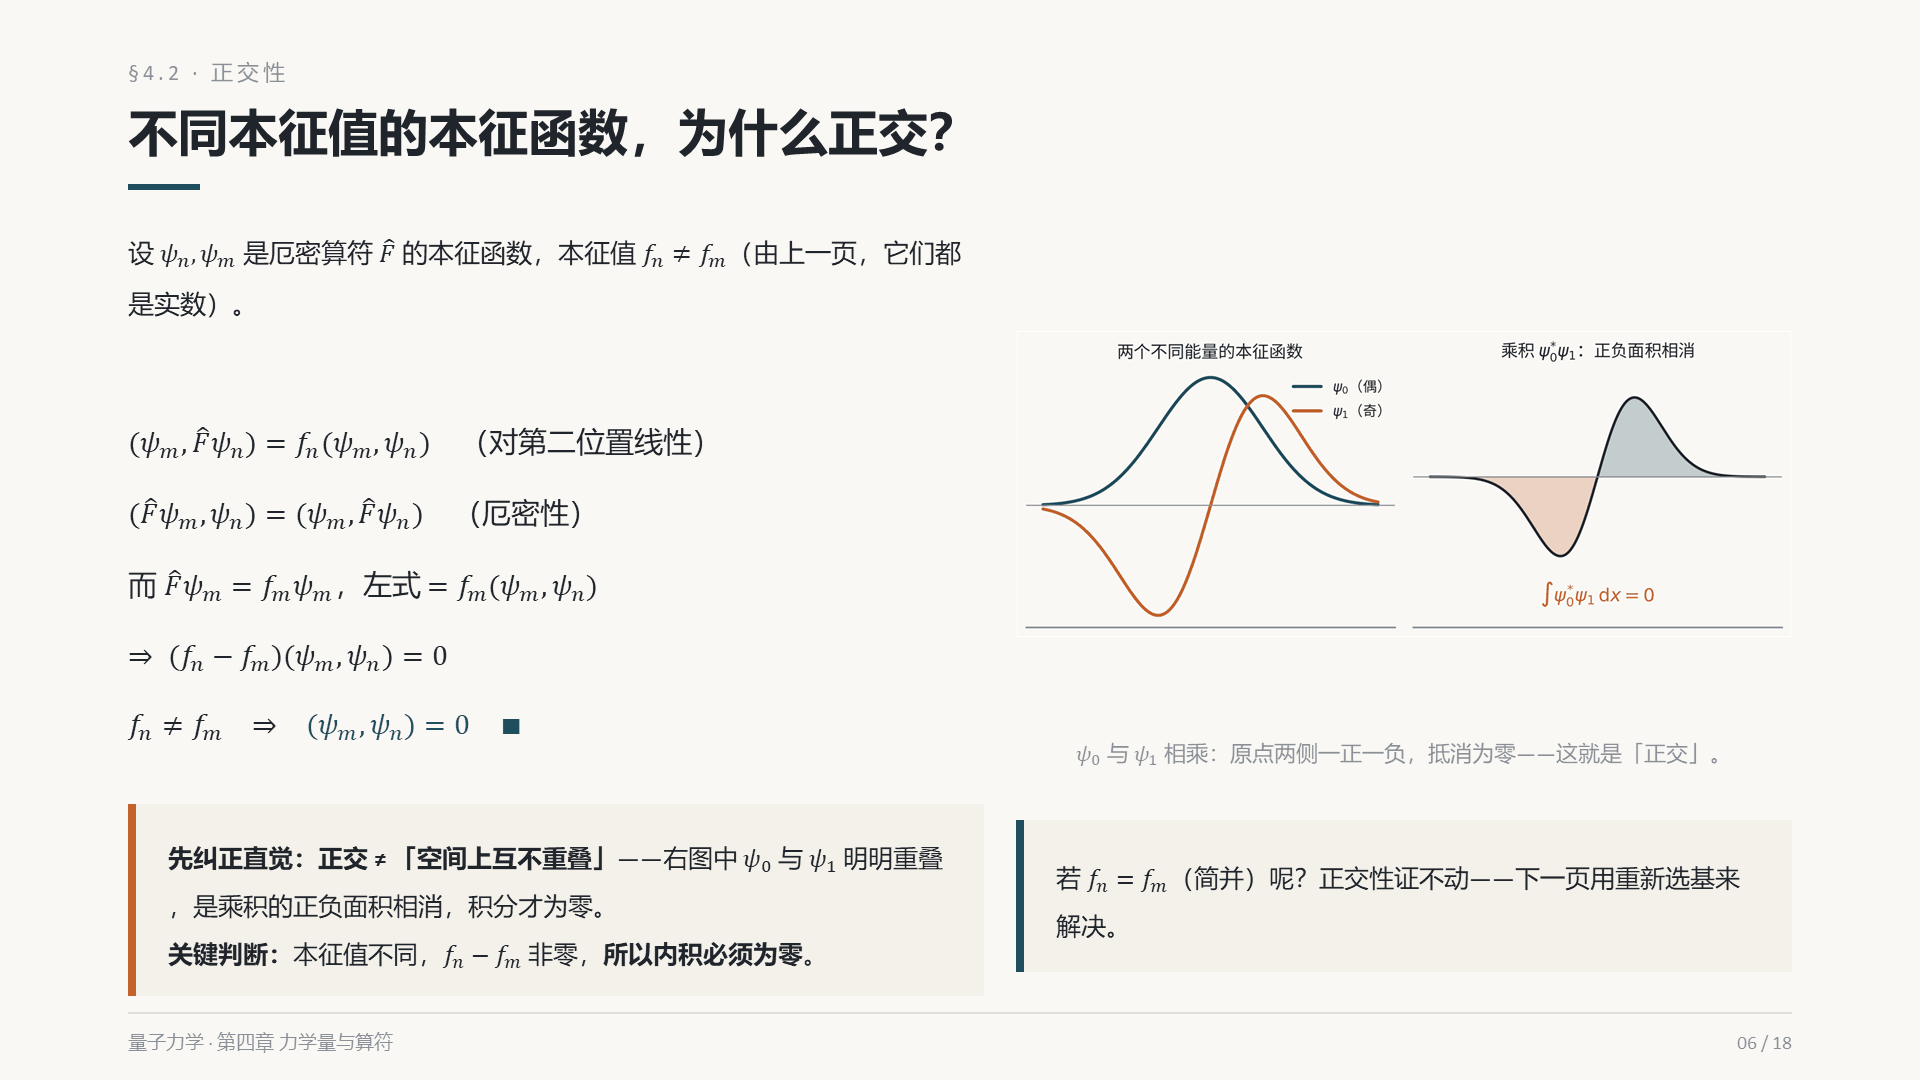 §4.2 · 正交性
不同本征值的本征函数，为什么正交？
设 ψₙ, ψₘ 是厄密算符 F̂ 的本征函数，本征值 fₙ ≠ fₘ（由上一页，它们都
是实数）。
(ψₘ, F̂ψₙ) = fₙ(ψₘ, ψₙ) （对第二位置线性）
(F̂ψₘ, ψₙ) = (ψₘ, F̂ψₙ) （厄密性）
而 F̂ψₘ = fₘψₘ，左式 = fₘ(ψₘ, ψₙ)
⇒ (fₙ − fₘ)(ψₘ, ψₙ) = 0
fₙ ≠ fₘ ⇒ (ψₘ, ψₙ) = 0 ■
先纠正直觉：正交 ≠「空间上互不重叠」——右图中 ψ₀ 与 ψ₁ 明明重叠
，是乘积的正负面积相消，积分才为零。
关键判断：本征值不同，fₙ − fₘ 非零，所以内积必须为零。
两个不同能量的本征函数
ψ₀（偶）
ψ₁（奇）
乘积 ψ₀*ψ₁：正负面积相消
∫ψ₀*ψ₁ dx = 0
ψ₀ 与 ψ₁ 相乘：原点两侧一正一负，抵消为零——这就是「正交」。
若 fₙ = fₘ（简并）呢？正交性证不动——下一页用重新选基来
解决。
量子力学 · 第四章 力学量与算符
06 / 18